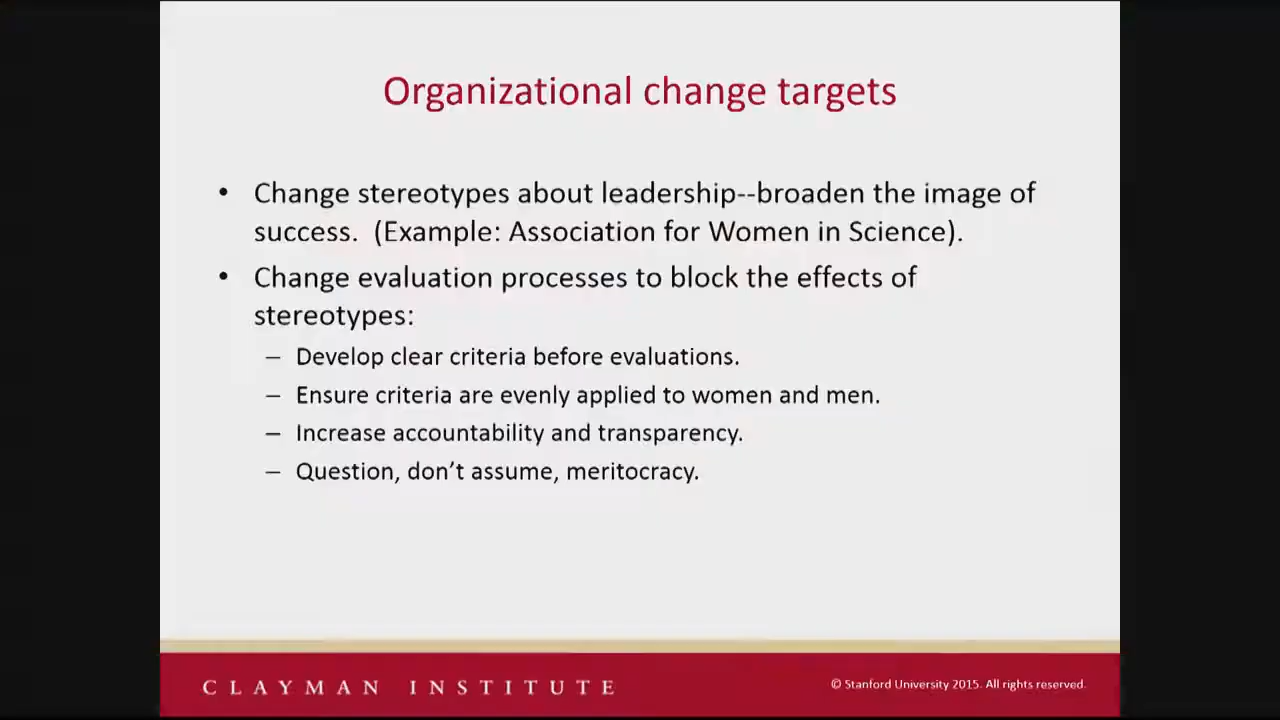 Organizational change targets
• Change stereotypes about leadership--broaden the image of
success.  (Example: Association for Women in Science).
• Change evaluation processes to block the effects of
stereotypes:
– Develop clear criteria before evaluations.
– Ensure criteria are evenly applied to women and men.
– Increase accountability and transparency.
– Question, don’t assume, meritocracy.
CLAYMAN INSTITUTE
© Stanford University 2015. All rights reserved.